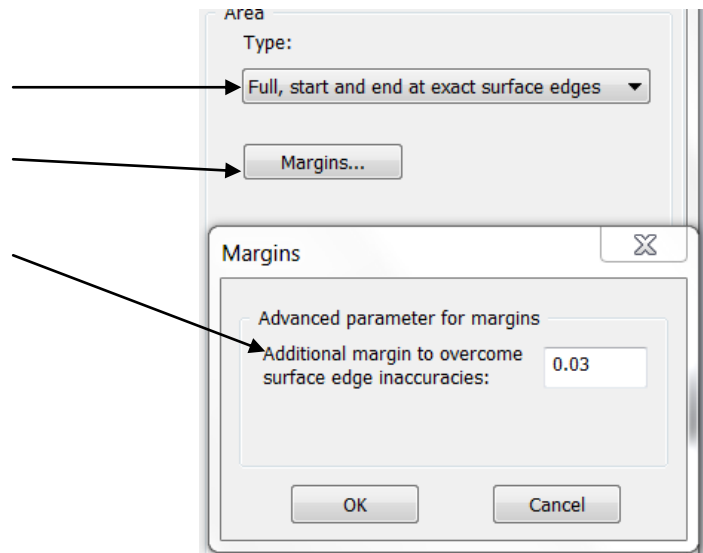 Area
Type:
Full, start and end at exact surface edges
Margins...
Margins
Advanced parameter for margins
Additional margin to overcome
surface edge inaccuracies:
0.03
OK
Cancel